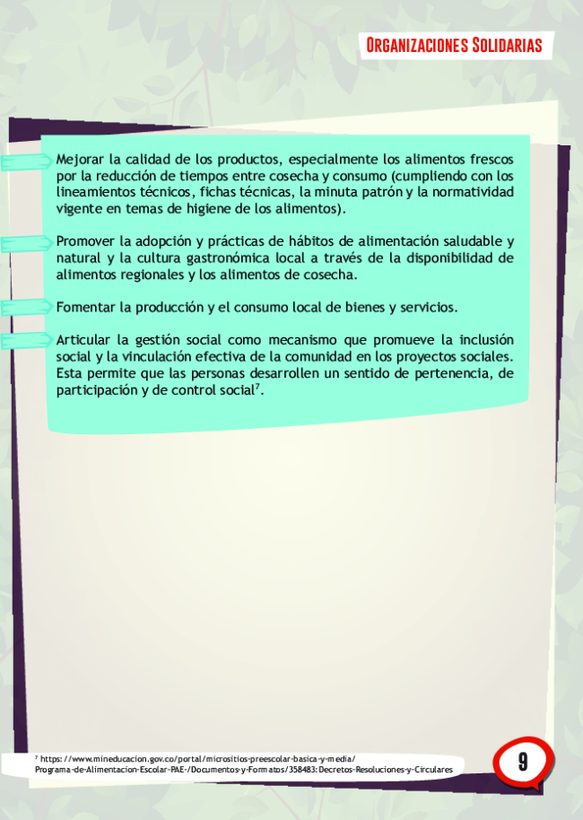 Organizaciones Solidarias
Mejorar la calidad de los productos, especialmente los alimentos frescos
por la reducción de tiempos entre cosecha y consumo (cumpliendo con los
lineamientos técnicos, fichas técnicas, la minuta patrón y la normatividad
vigente en temas de higiene de los alimentos).
Promover la adopción y prácticas de hábitos de alimentación saludable y
natural y la cultura gastronómica local a través de la disponibilidad de
alimentos regionales y los alimentos de cosecha.
Fomentar la producción y el consumo local de bienes y servicios.
Articular la gestión social como mecanismo que promueve la inclusión
social y la vinculación efectiva de la comunidad en los proyectos sociales.
Esta permite que las personas desarrollen un sentido de pertenencia, de
participación y de control social⁷.
⁷ https://www.mineducacion.gov.co/portal/micrositios-preescolar-basica-y-media/
Programa-de-Alimentacion-Escolar-PAE-/Documentos-y-Formatos/358483:Decretos-Resoluciones-y-Circulares
9